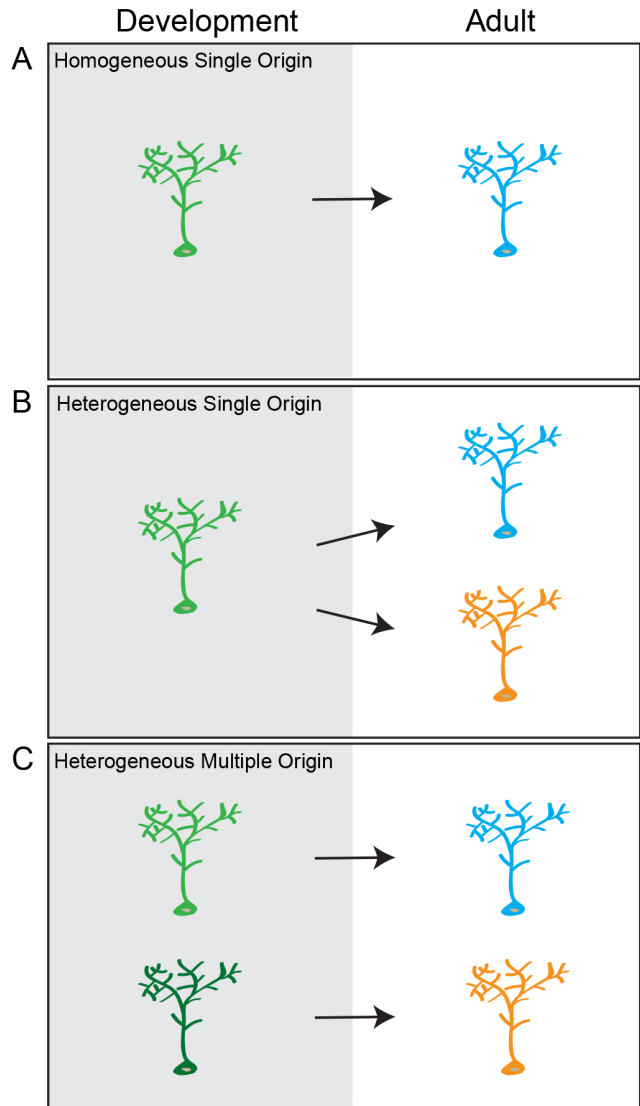 Development Adult
A
Homogeneous Single Origin
B
Heterogeneous Single Origin
C
Heterogeneous Multiple Origin